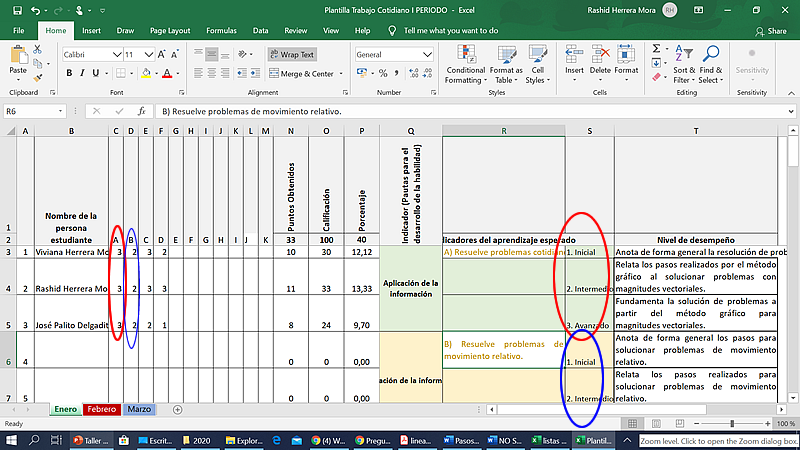 Plantilla Trabajo Cotidiano I PERIODO - Excel
Rashid Herrera Mora RH
File Home Insert Draw Page Layout Formulas Data Review View Help Tell me what you want to do Share
Paste Calibri 11 A A Wrap Text General Conditional Format as Cell Insert Delete Format Sort & Find & Sensitivity
B I U Merge & Center $ % Formatting Table Styles Filter Select
Clipboard Font Alignment Number Styles Cells Editing Sensitivity
R6 fx B) Resuelve problemas de movimiento relativo.
A B C D E F G H I J K L M N O P Q R S T
1 Nombre de la persona estudiante Puntos Obtenidos Calificación Porcentaje Indicador (Pautas para el desarrollo de la habilidad)
2 A B C D E F G H I J K 33 100 40 dicadores del aprendizaje esperado Nivel de desempeño
3 1 Viviana Herrera Mo 3 2 3 2 10 30 12,12 A) Resuelve problemas cotidian 1. Inicial Anota de forma general la resolución de prob
4 2 Rashid Herrera Mo 3 2 3 3 11 33 13,33 Aplicación de la información 2. Intermedio Relata los pasos realizados por el método gráfico al solucionar problemas con magnitudes vectoriales.
5 3 José Palito Delgadit 3 2 2 1 8 24 9,70 3. Avanzado Fundamenta la solución de problemas a partir del método gráfico para magnitudes vectoriales.
6 4 0 0 0,00 B) Resuelve problemas de movimiento relativo. 1. Inicial Anota de forma general los pasos para solucionar problemas de movimiento relativo.
7 5 0 0 0,00 ación de la inform 2. Intermedio Relata los pasos realizados para solucionar problemas de movimiento relativo.
Enero Febrero Marzo
Ready 100 %
Taller ... Escrit... 2020 Explor... (4) W... Pregu... linea... Pasos... NO S... listas ... Plantil...
Zoom level. Click to open the Zoom dialog box.